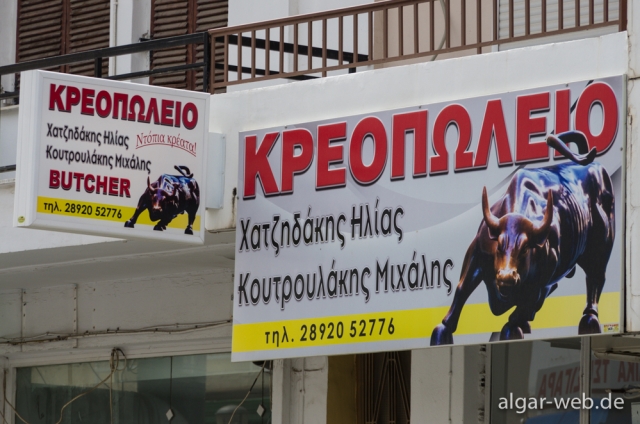 ΚΡΕΟΠΩΛΕΙΟ
Χατζηδάκης Ηλίας
Ντόπια κρέατα!
Κουτρουλάκης Μιχάλης
BUTCHER
τηλ. 28920 52776
ΚΡΕΟΠΩΛΕΙΟ
Χατζηδάκης Ηλίας
Κουτρουλάκης Μιχάλης
τηλ. 28920 52776
algar-web.de